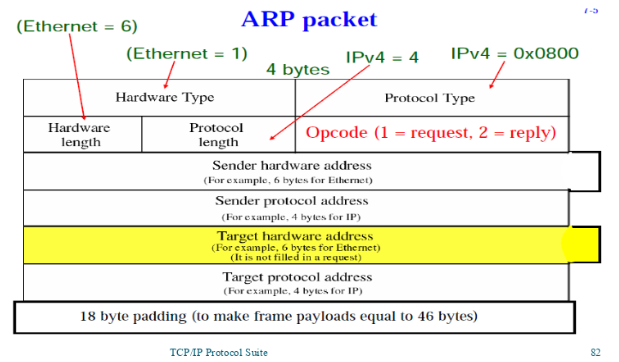 ARP packet
7-5
(Ethernet = 6)
(Ethernet = 1)
4 bytes
IPv4 = 4
IPv4 = 0x0800
Hardware Type
Protocol Type
Hardware
length
Protocol
length
Opcode (1 = request, 2 = reply)
Sender hardware address
(For example, 6 bytes for Ethernet)
Sender protocol address
(For example, 4 bytes for IP)
Target hardware address
(For example, 6 bytes for Ethernet)
(It is not filled in a request)
Target protocol address
(For example, 4 bytes for IP)
18 byte padding (to make frame payloads equal to 46 bytes)
TCP/IP Protocol Suite
82